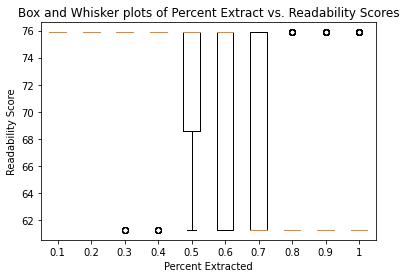 Box and Whisker plots of Percent Extract vs. Readability Scores
76
74
72
70
68
66
64
62
Readability Score
0.1 0.2 0.3 0.4 0.5 0.6 0.7 0.8 0.9 1
Percent Extracted